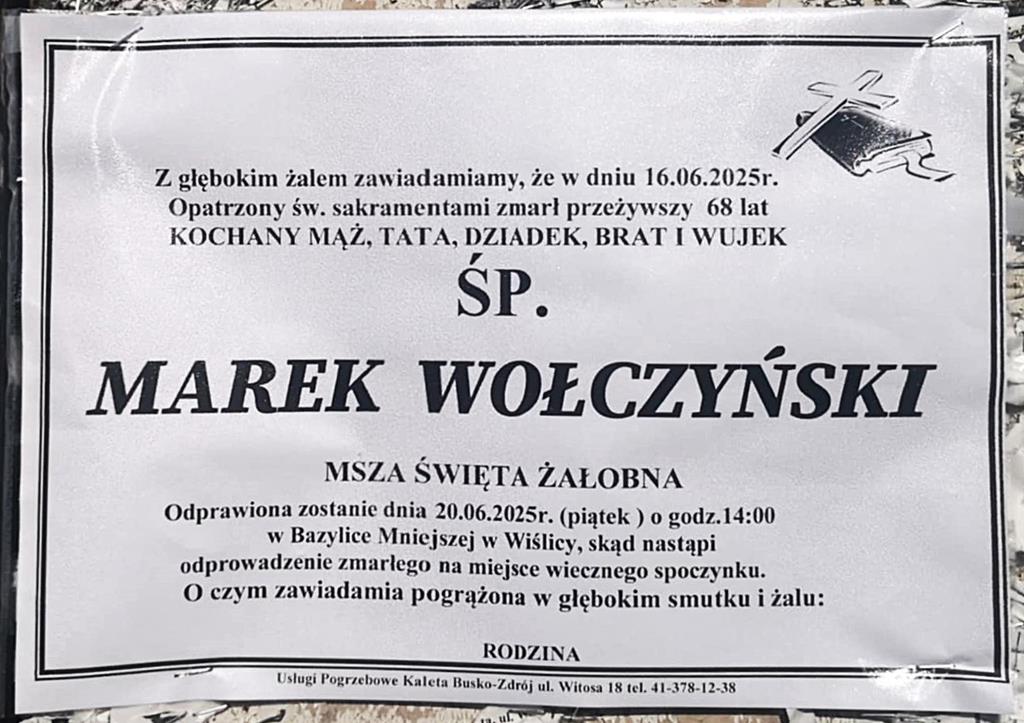 Z głębokim żalem zawiadamiamy, że w dniu 16.06.2025r.
Opatrzony św. sakramentami zmarł przeżywszy 68 lat
KOCHANY MĄŻ, TATA, DZIADEK, BRAT I WUJEK
ŚP.
MAREK WOŁCZYŃSKI
MSZA ŚWIĘTA ŻAŁOBNA
Odprawiona zostanie dnia 20.06.2025r. (piątek ) o godz.14:00
w Bazylice Mniejszej w Wiślicy, skąd nastąpi
odprowadzenie zmarłego na miejsce wiecznego spoczynku.
O czym zawiadamia pogrążona w głębokim smutku i żalu:
RODZINA
Usługi Pogrzebowe Kaleta Busko-Zdrój ul. Witosa 18 tel. 41-378-12-38
ul.